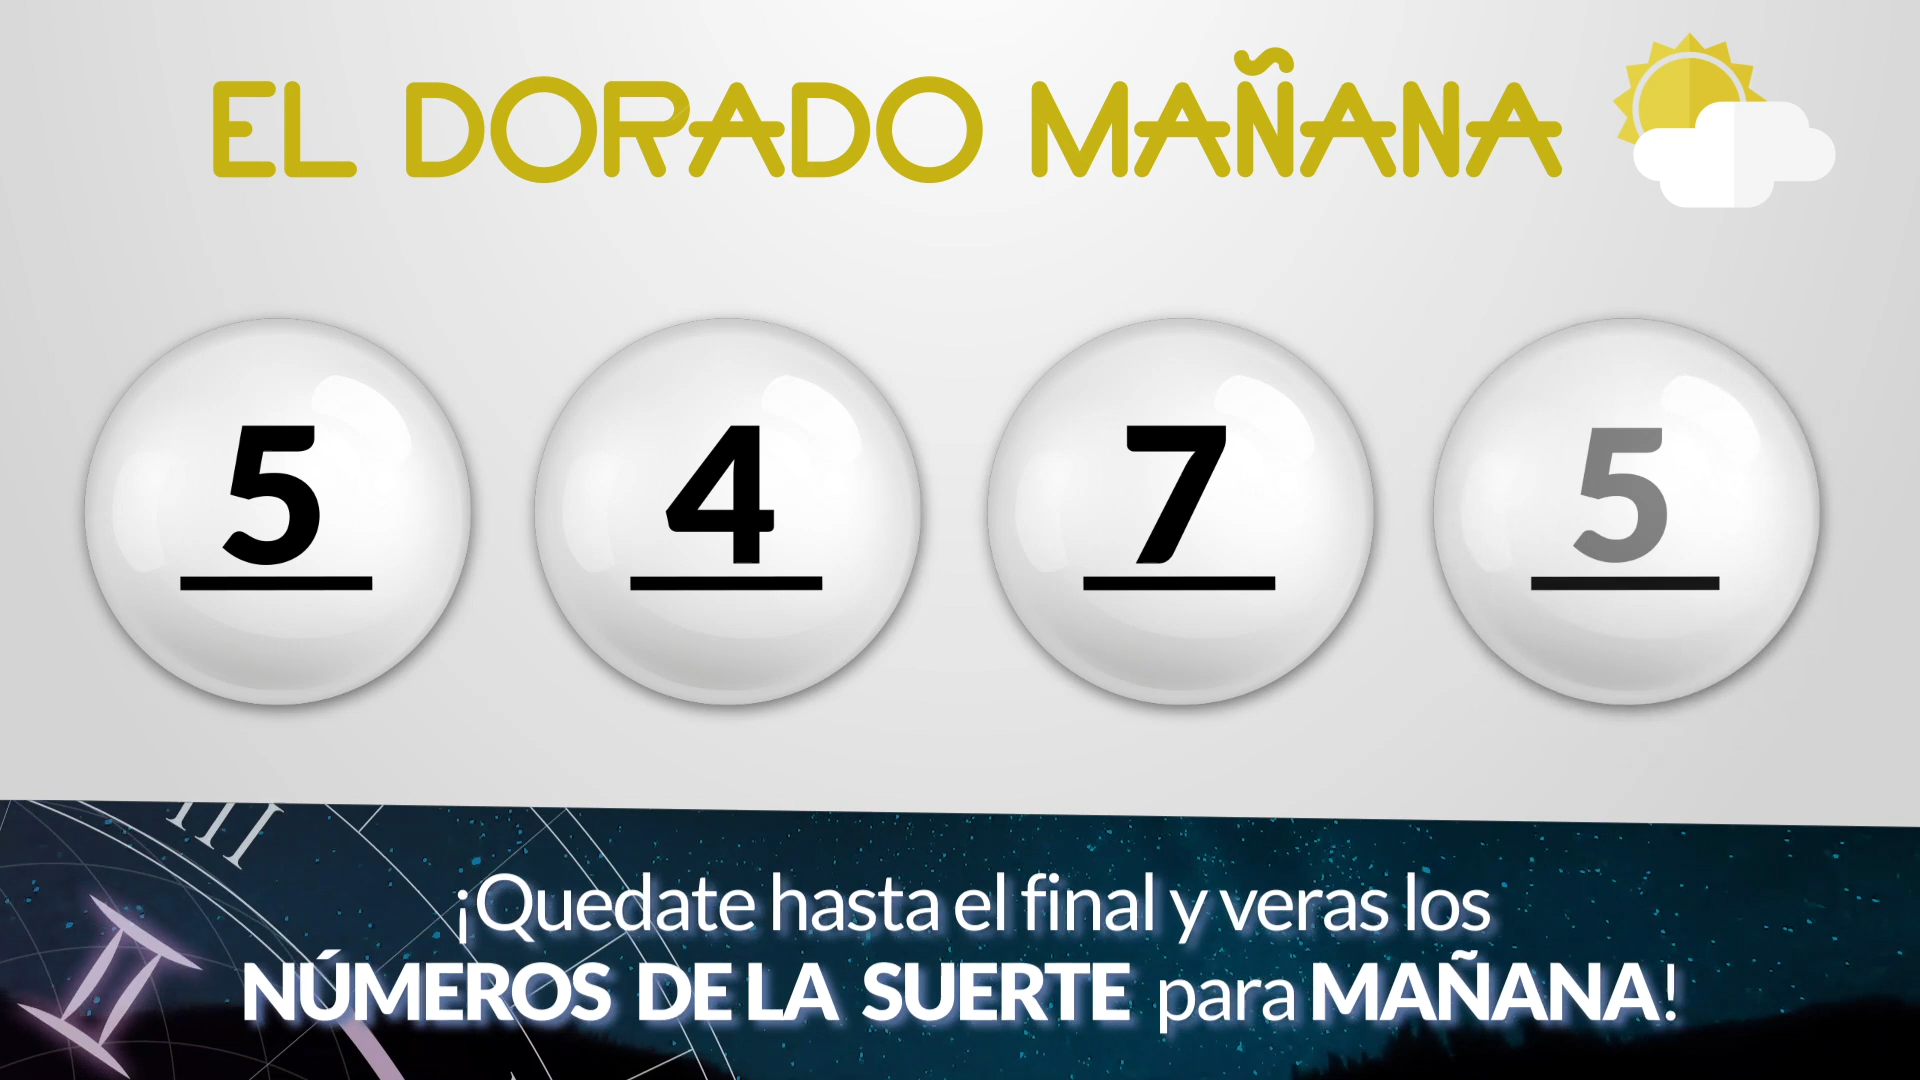 EL DORADO MAÑANA
5 4 7 5
III
¡Quedate hasta el final y veras los
NÚMEROS DE LA SUERTE para MAÑANA!